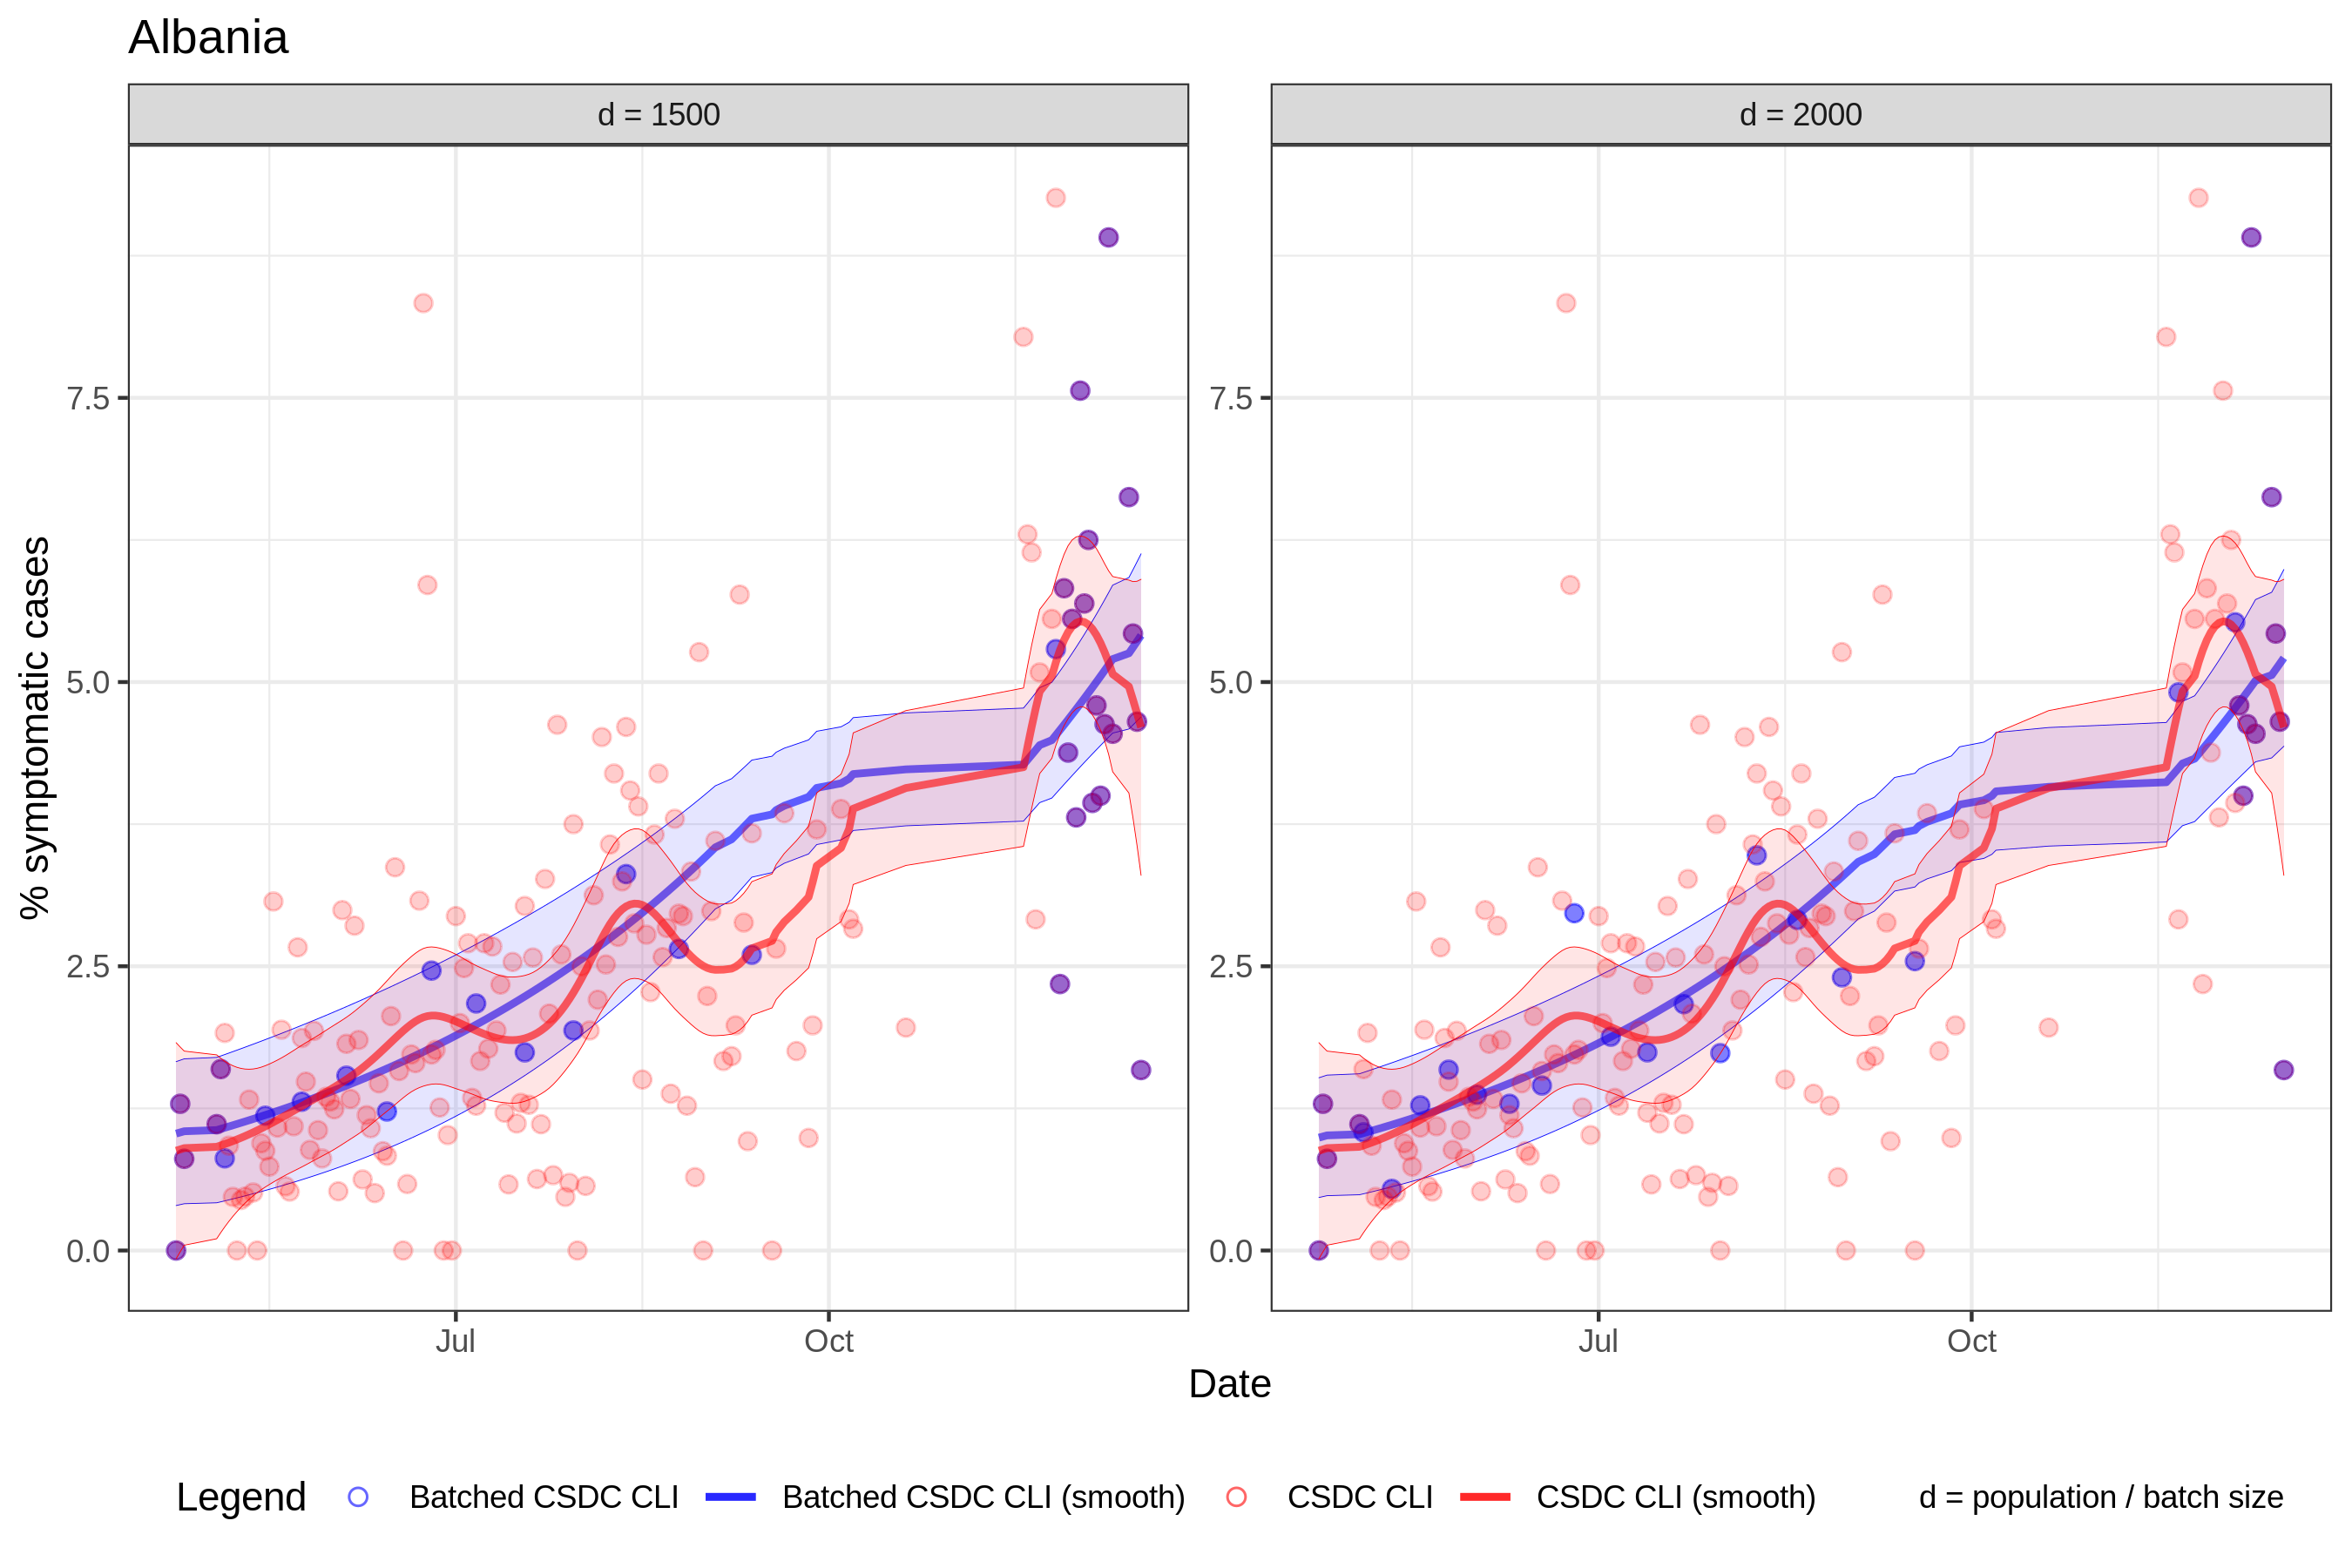 Albania
d = 1500
d = 2000
% symptomatic cases
7.5
5.0
2.5
0.0
7.5
5.0
2.5
0.0
Jul
Oct
Jul
Oct
Date
Legend
Batched CSDC CLI
Batched CSDC CLI (smooth)
CSDC CLI
CSDC CLI (smooth)
d = population / batch size